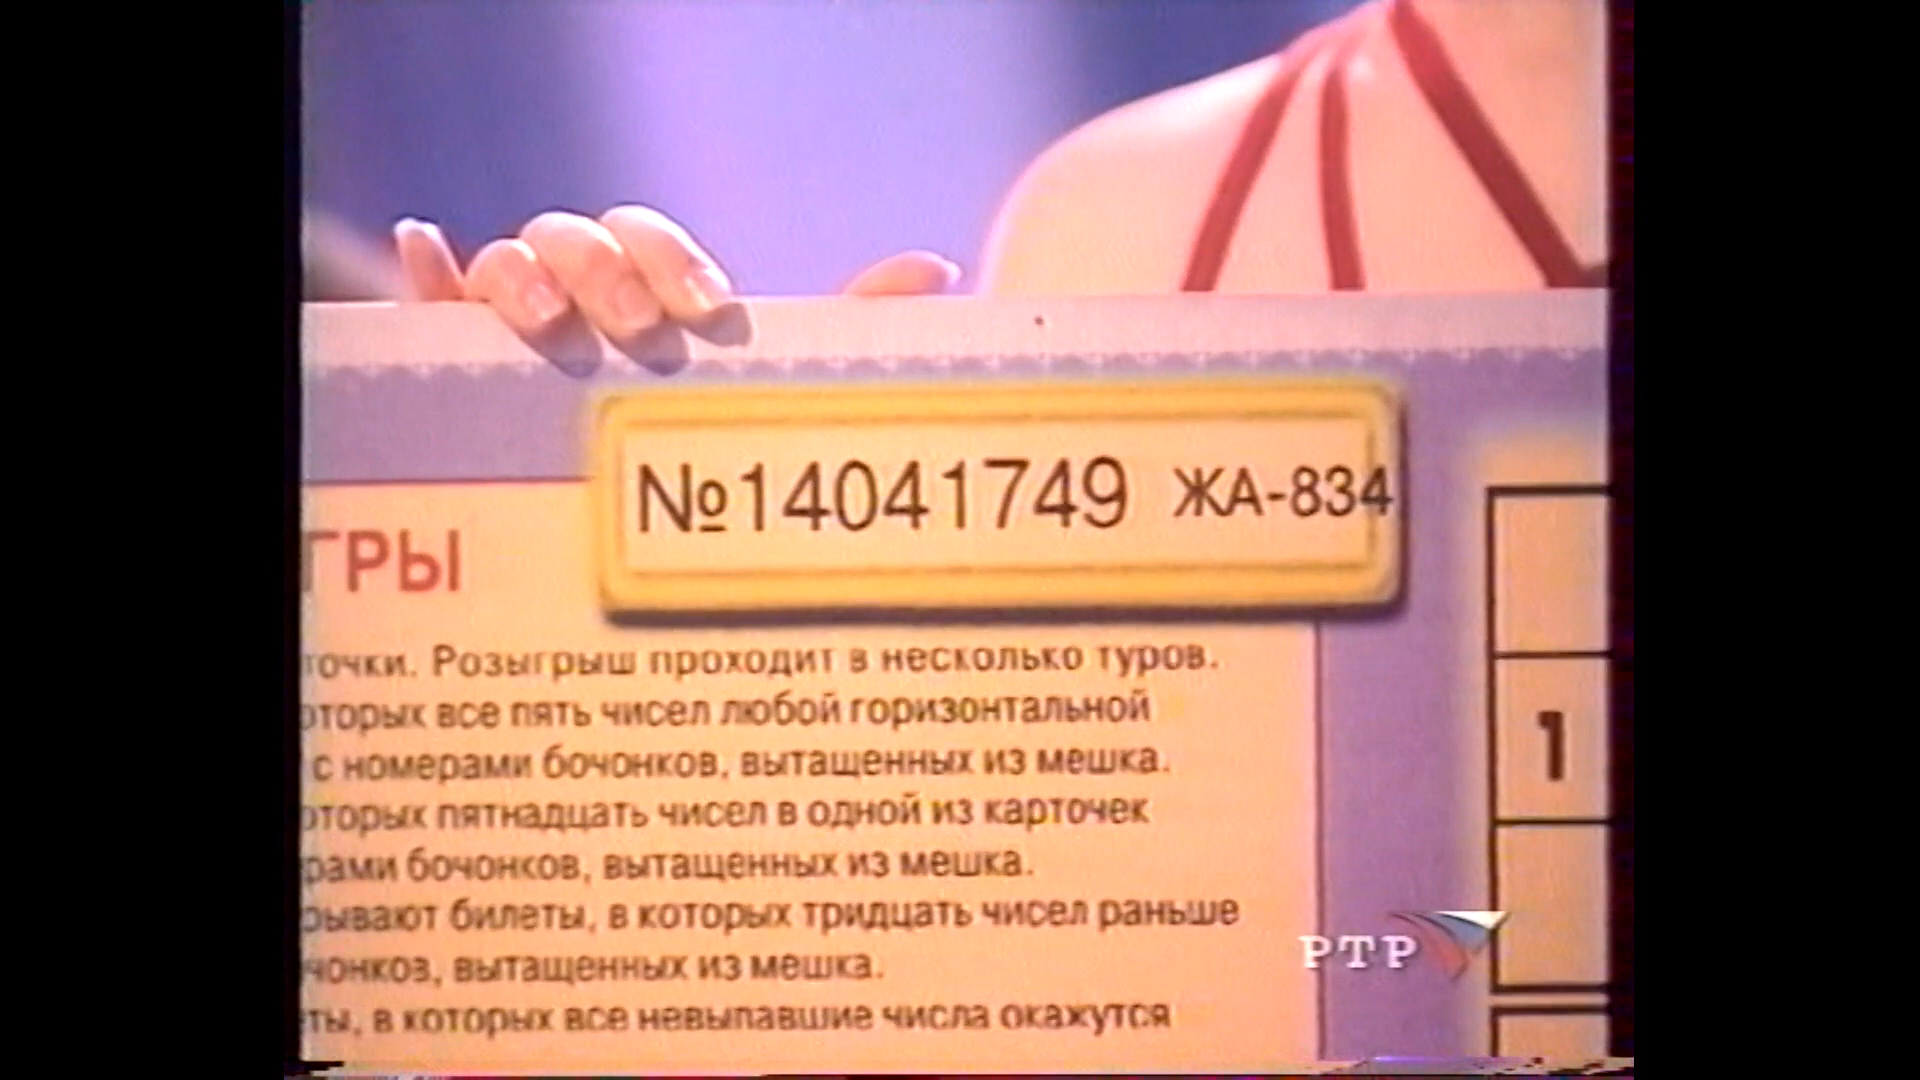 №14041749 ЖА-834
ГРЫ
точки. Розыгрыш проходит в несколько туров.
оторых все пять чисел любой горизонтальной
с номерами бочонков, вытащенных из мешка.
оторых пятнадцать чисел в одной из карточек
рами бочонков, вытащенных из мешка.
рывают билеты, в которых тридцать чисел раньше
чонков, вытащенных из мешка.
ты, в которых все невыпавшие числа окажутся
1
РТР